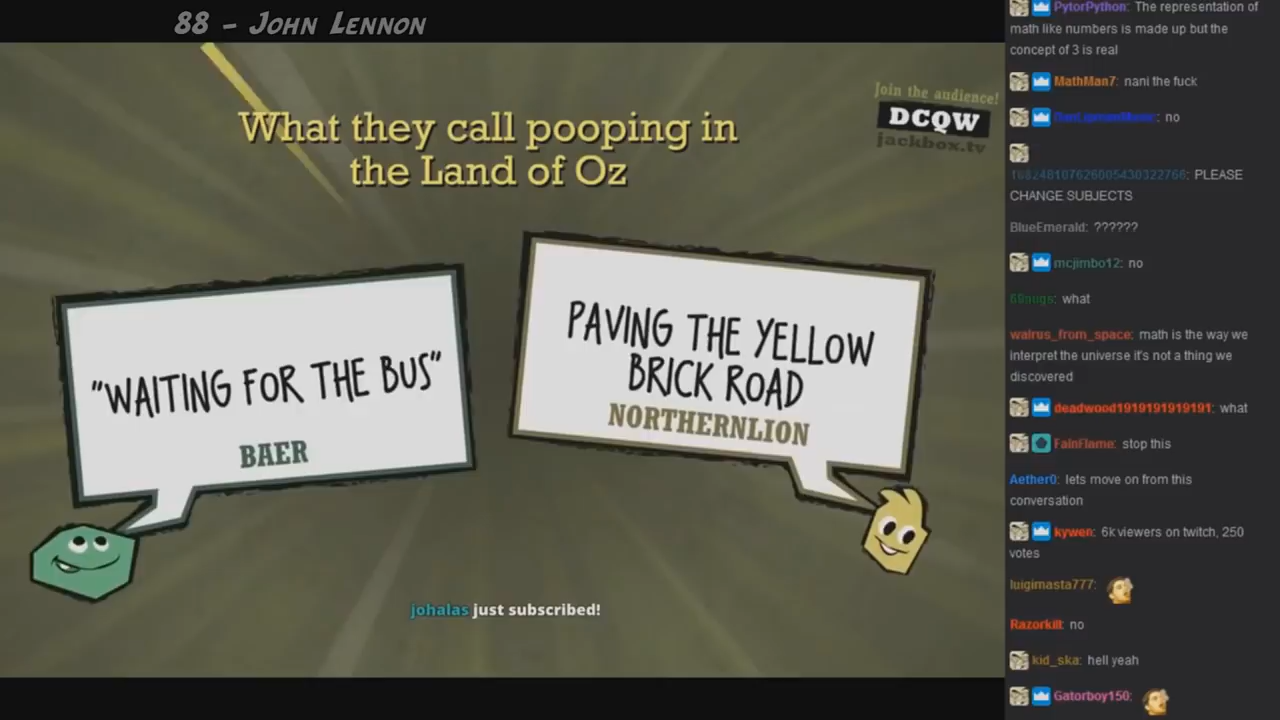 88 - John Lennon
What they call pooping in
the Land of Oz
Join the audience!
DCQW
jackbox.tv
"WAITING FOR THE BUS"
BAER
PAVING THE YELLOW
BRICK ROAD
NORTHERNLION
johalas just subscribed!
PytorPython: The representation of
math like numbers is made up but the
concept of 3 is real
MathMan7: nani the fuck
no
PLEASE
CHANGE SUBJECTS
BlueEmerald: ??????
mcjimbo12: no
what
walrus_from_space: math is the way we
interpret the universe it's not a thing we
discovered
deadwood1919191919191: what
FainFlame: stop this
Aether0: lets move on from this
conversation
kywen: 6k viewers on twitch, 250
votes
luigimasta777:
Razorkilt: no
kid_ska: hell yeah
Gatorboy150: